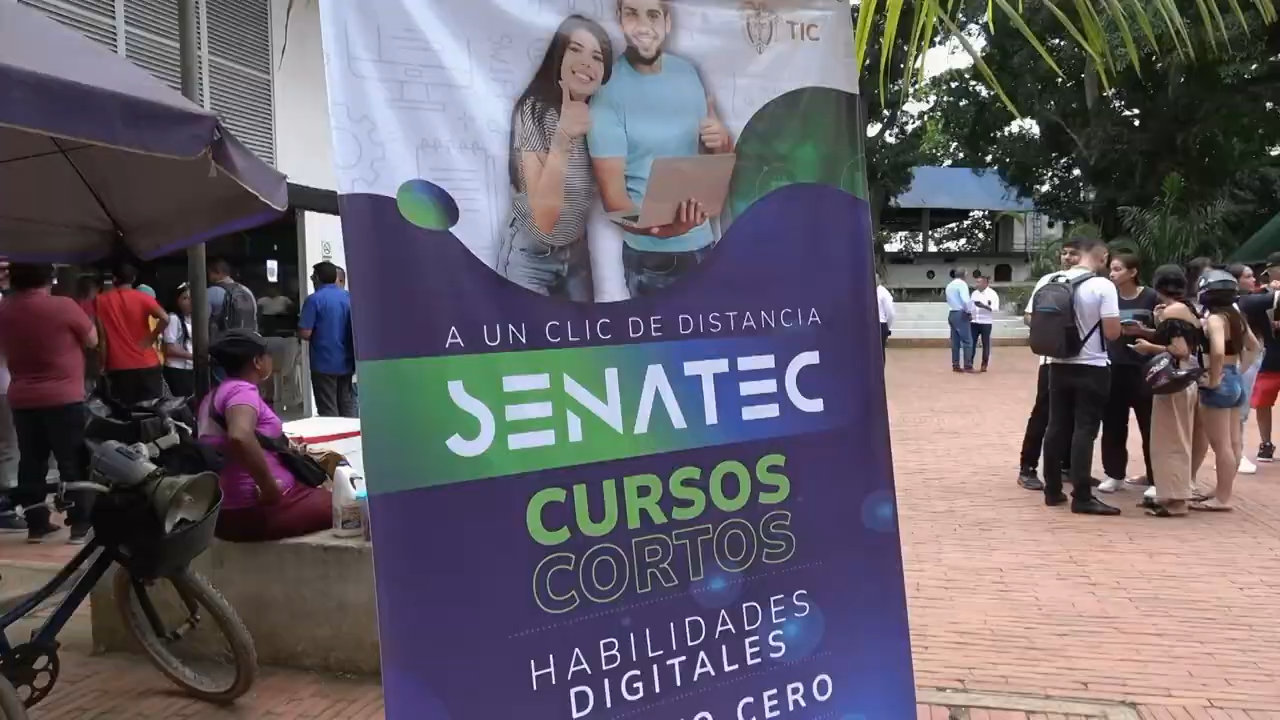 TIC
A UN CLIC DE DISTANCIA
SENATEC
CURSOS
CORTOS
HABILIDADES
DIGITALES
CERO